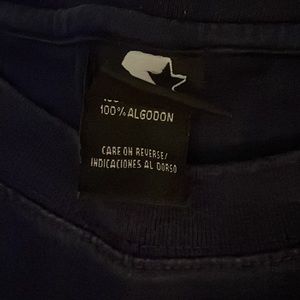 100% ALGODON
CARE ON REVERSE/
INDICACIONES AL DORSO